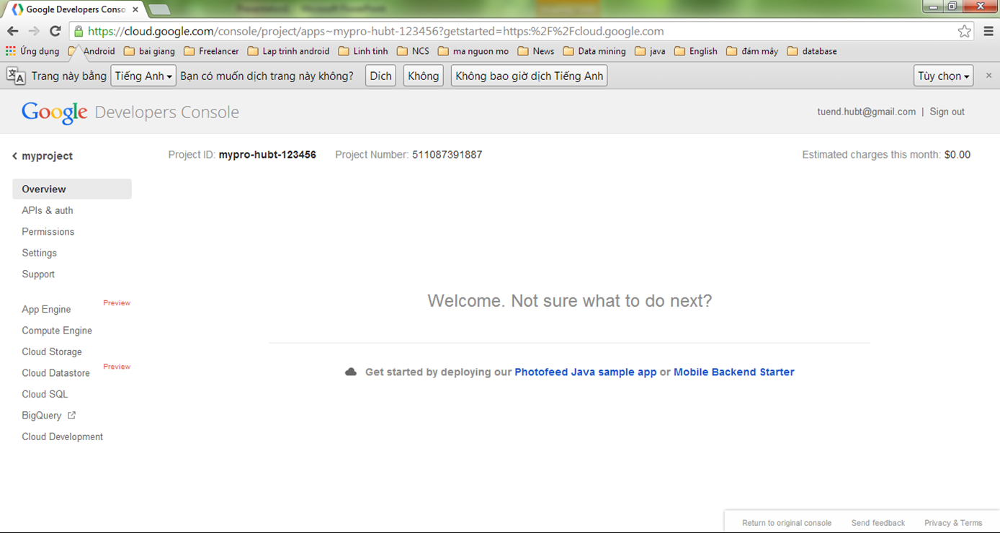 Google Developers Conso
https://cloud.google.com/console/project/apps~mypro-hubt-123456?getstarted=https:%2F%2Fcloud.google.com
Ứng dụng Android bai giang Freelancer Lap trinh android Linh tinh NCS ma nguon mo News Data mining java English đám mây database
Trang này bằng Tiếng Anh Bạn có muốn dịch trang này không? Dịch Không Không bao giờ dịch Tiếng Anh Tùy chọn
Google Developers Console tuend.hubt@gmail.com | Sign out
myproject Project ID: mypro-hubt-123456 Project Number: 511087391887 Estimated charges this month: $0.00
Overview
APIs & auth
Permissions
Settings
Support
App Engine Preview
Compute Engine
Cloud Storage
Cloud Datastore Preview
Cloud SQL
BigQuery
Cloud Development
Welcome. Not sure what to do next?
Get started by deploying our Photofeed Java sample app or Mobile Backend Starter
Return to original console Send feedback Privacy & Terms